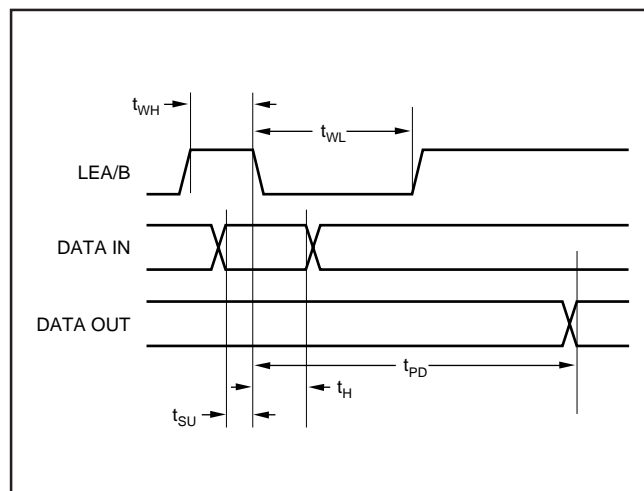 tWH
tWL
LEA/B
DATA IN
DATA OUT
tPD
tH
tSU